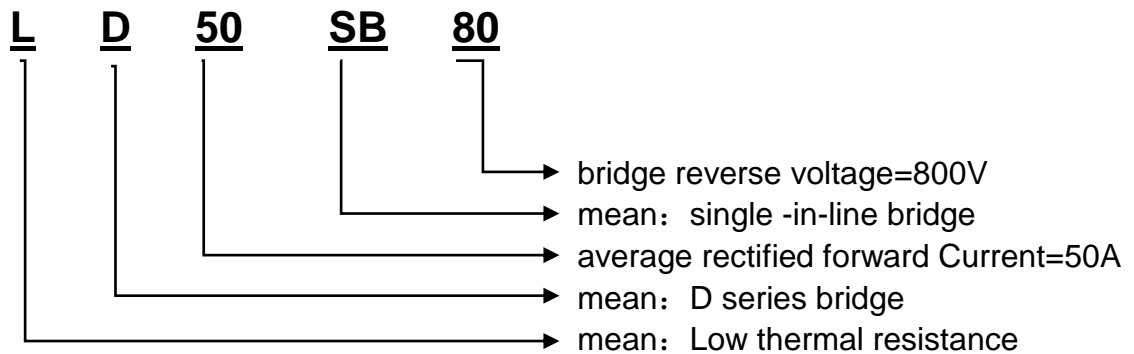 L D 50 SB 80
bridge reverse voltage=800V
mean：single -in-line bridge
average rectified forward Current=50A
mean：D series bridge
mean：Low thermal resistance